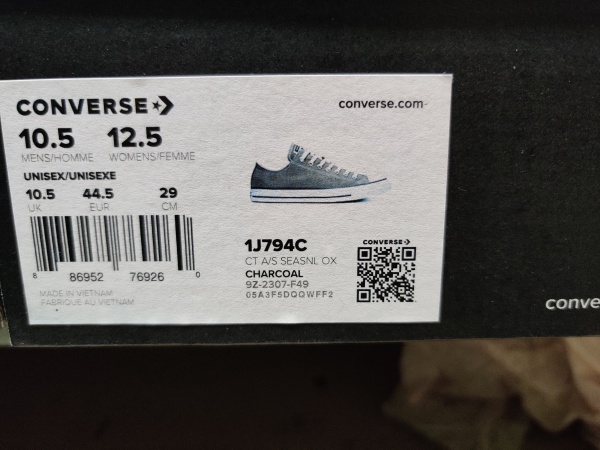 CONVERSE
converse.com
10.5 12.5
MENS/HOMME WOMENS/FEMME
UNISEX/UNISEXE
10.5 44.5 29
UK EUR CM
8 86952 76926 0
MADE IN VIETNAM
FABRIQUÉ AU VIETNAM
1J794C
CT A/S SEASNL OX
CHARCOAL
9Z-2307-F49
05A3F5DQQWFF2
CONVERSE
conve